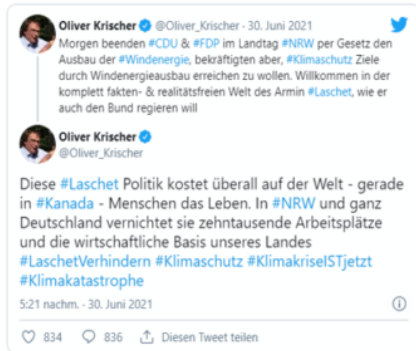 Oliver Krischer @Oliver_Krischer · 30. Juni 2021
Morgen beenden #CDU & #FDP im Landtag #NRW per Gesetz den
Ausbau der #Windenergie, bekräftigten aber, #Klimaschutz Ziele
durch Windenergieausbau erreichen zu wollen. Willkommen in der
komplett fakten- & realitätsfreien Welt des Armin #Laschet, wie er
auch den Bund regieren will
Oliver Krischer
@Oliver_Krischer
Diese #Laschet Politik kostet überall auf der Welt - gerade
in #Kanada - Menschen das Leben. In #NRW und ganz
Deutschland vernichtet sie zehntausende Arbeitsplätze
und die wirtschaftliche Basis unseres Landes
#LaschetVerhindern #Klimaschutz #KlimakriseISTjetzt
#Klimakatastrophe
5:21 nachm. · 30. Juni 2021
834 836 Diesen Tweet teilen